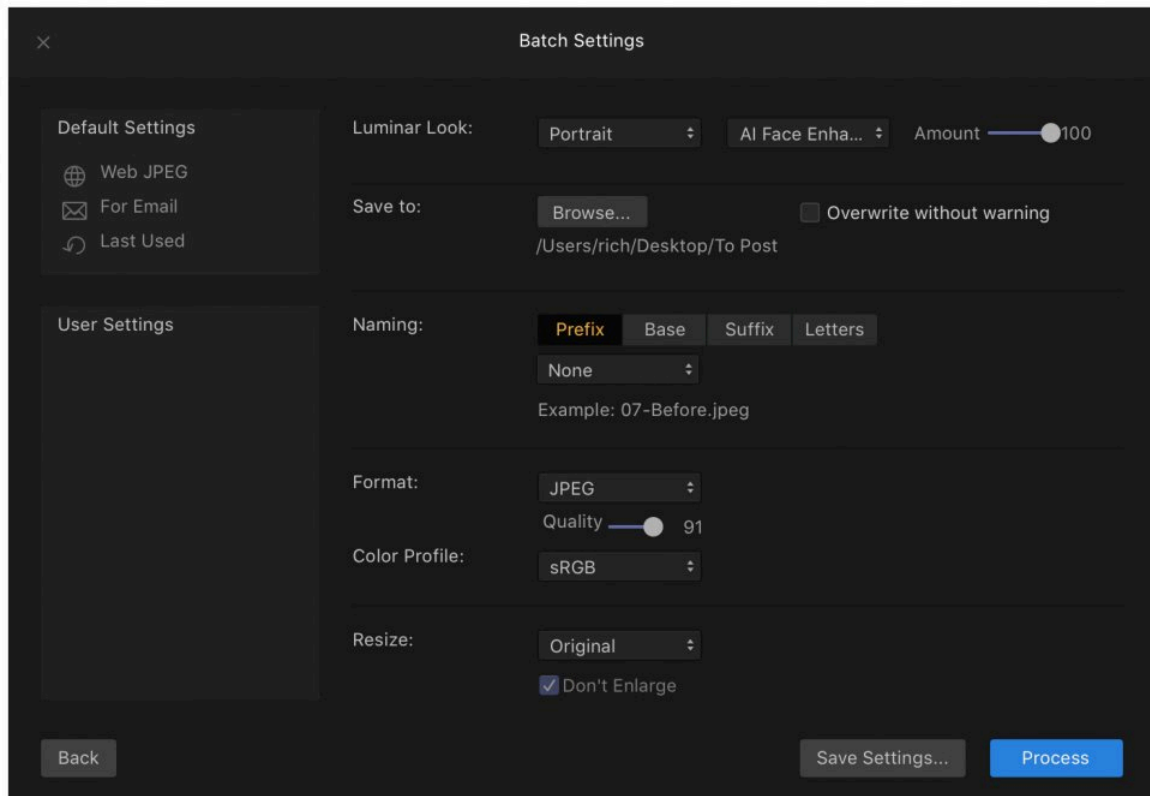 Batch Settings
Default Settings
Web JPEG
For Email
Last Used
User Settings
Luminar Look: Portrait AI Face Enha... Amount 100
Save to: Browse... Overwrite without warning
/Users/rich/Desktop/To Post
Naming: Prefix Base Suffix Letters
None
Example: 07-Before.jpeg
Format: JPEG
Quality 91
Color Profile: sRGB
Resize: Original
Don't Enlarge
Back Save Settings... Process